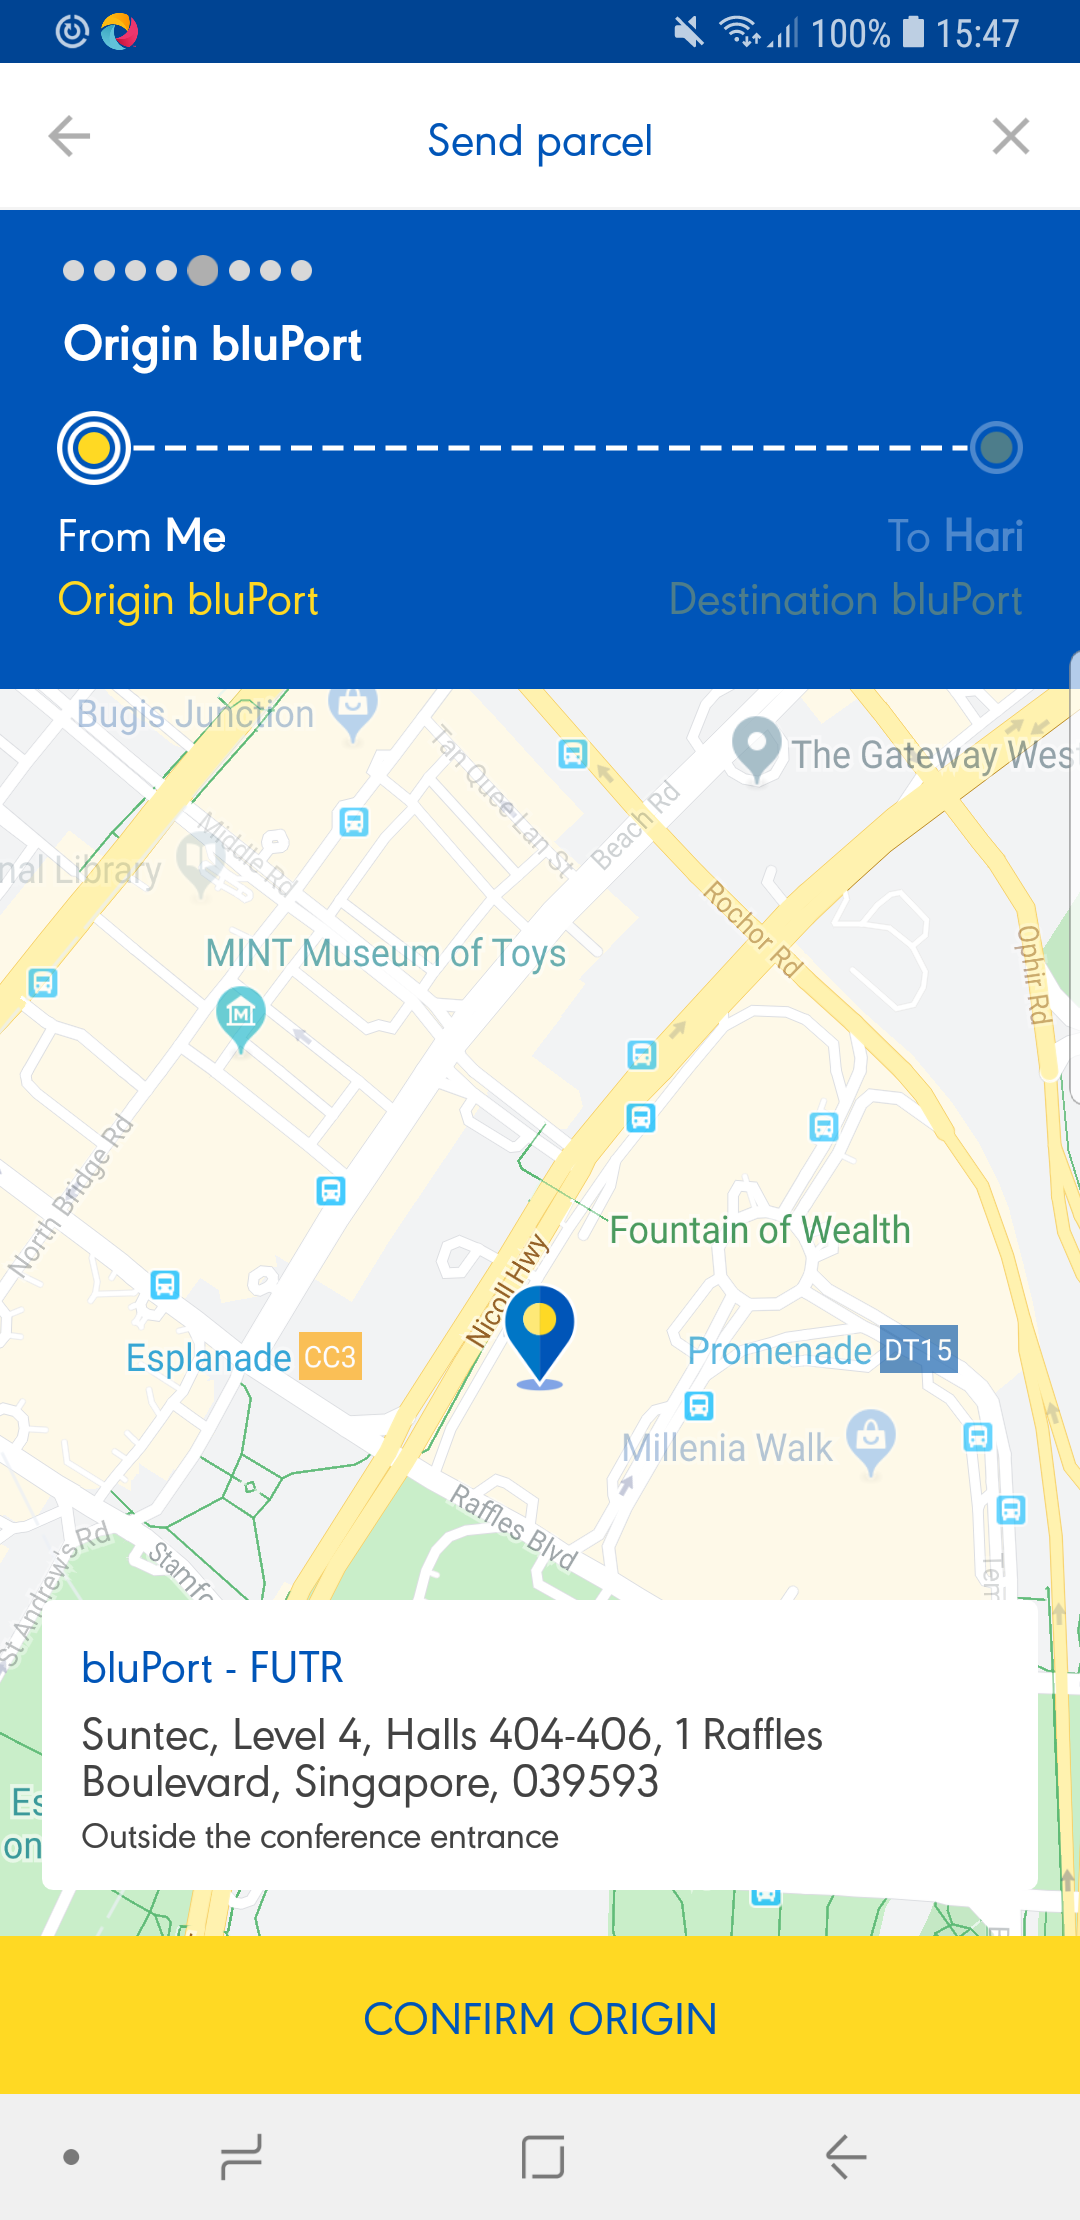 100% 15:47
Send parcel
Origin bluPort
From Me
To Hari
Origin bluPort
Destination bluPort
Bugis Junction
Tan Quee Lan St
The Gateway Wes
Beach Rd
Middle Rd
nal Library
Rochor Rd
MINT Museum of Toys
Ophir Rd
North Bridge Rd
Fountain of Wealth
Nicoll Hwy
Esplanade CC3
Promenade DT15
Millenia Walk
Raffles Blvd
St Andrew's Rd
Stamfo
Tem
bluPort - FUTR
Suntec, Level 4, Halls 404-406, 1 Raffles
Boulevard, Singapore, 039593
Outside the conference entrance
Es
on
CONFIRM ORIGIN